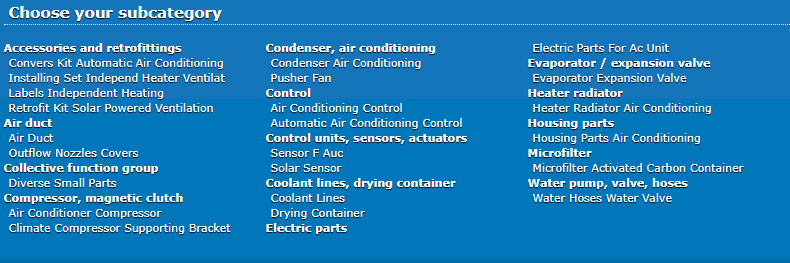 Choose your subcategory
Accessories and retrofittings
Convers Kit Automatic Air Conditioning
Installing Set Independ Heater Ventilat
Labels Independent Heating
Retrofit Kit Solar Powered Ventilation
Air duct
Air Duct
Outflow Nozzles Covers
Collective function group
Diverse Small Parts
Compressor, magnetic clutch
Air Conditioner Compressor
Climate Compressor Supporting Bracket
Condenser, air conditioning
Condenser Air Conditioning
Pusher Fan
Control
Air Conditioning Control
Automatic Air Conditioning Control
Control units, sensors, actuators
Sensor F Auc
Solar Sensor
Coolant lines, drying container
Coolant Lines
Drying Container
Electric parts
Electric Parts For Ac Unit
Evaporator / expansion valve
Evaporator Expansion Valve
Heater radiator
Heater Radiator Air Conditioning
Housing parts
Housing Parts Air Conditioning
Microfilter
Microfilter Activated Carbon Container
Water pump, valve, hoses
Water Hoses Water Valve